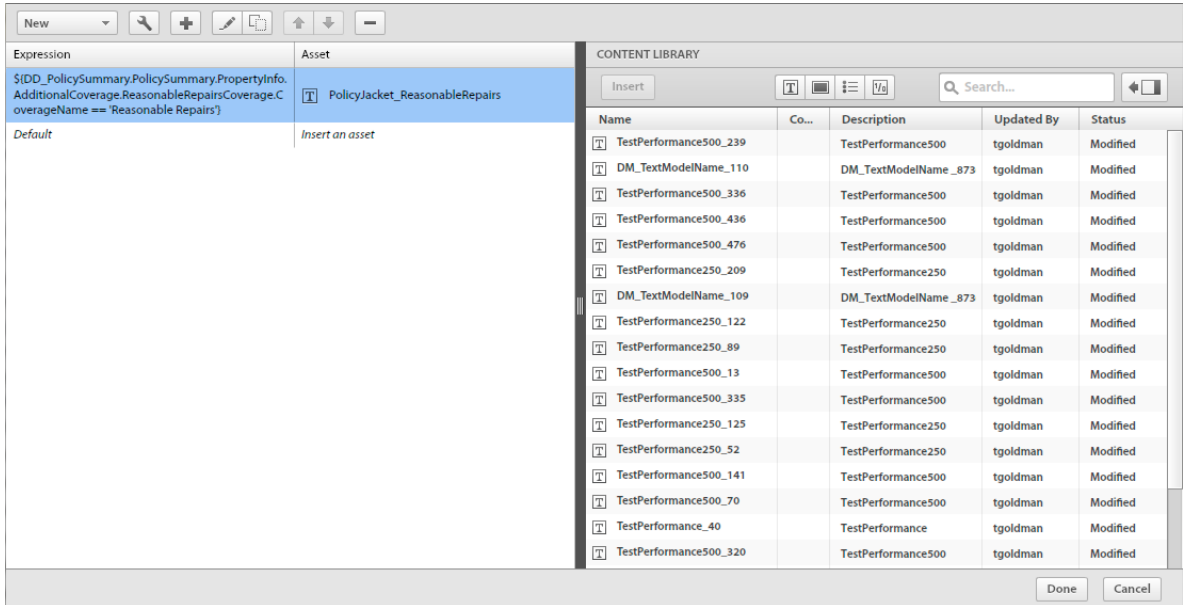 New
Expression Asset
${DD_PolicySummary.PolicySummary.PropertyInfo.
AdditionalCoverage.ReasonableRepairsCoverage.C
overageName == 'Reasonable Repairs'}
T PolicyJacket_ReasonableRepairs
Default Insert an asset
CONTENT LIBRARY
Insert T Search...
Name Co... Description Updated By Status
T TestPerformance500_239 TestPerformance500 tgoldman Modified
T DM_TextModelName_110 DM_TextModelName _873 tgoldman Modified
T TestPerformance500_336 TestPerformance500 tgoldman Modified
T TestPerformance500_436 TestPerformance500 tgoldman Modified
T TestPerformance500_476 TestPerformance500 tgoldman Modified
T TestPerformance250_209 TestPerformance250 tgoldman Modified
T DM_TextModelName_109 DM_TextModelName _873 tgoldman Modified
T TestPerformance250_122 TestPerformance250 tgoldman Modified
T TestPerformance250_89 TestPerformance250 tgoldman Modified
T TestPerformance500_13 TestPerformance500 tgoldman Modified
T TestPerformance500_335 TestPerformance500 tgoldman Modified
T TestPerformance250_125 TestPerformance250 tgoldman Modified
T TestPerformance250_52 TestPerformance250 tgoldman Modified
T TestPerformance500_141 TestPerformance500 tgoldman Modified
T TestPerformance500_70 TestPerformance500 tgoldman Modified
T TestPerformance_40 TestPerformance tgoldman Modified
T TestPerformance500_320 TestPerformance500 tgoldman Modified
Done Cancel